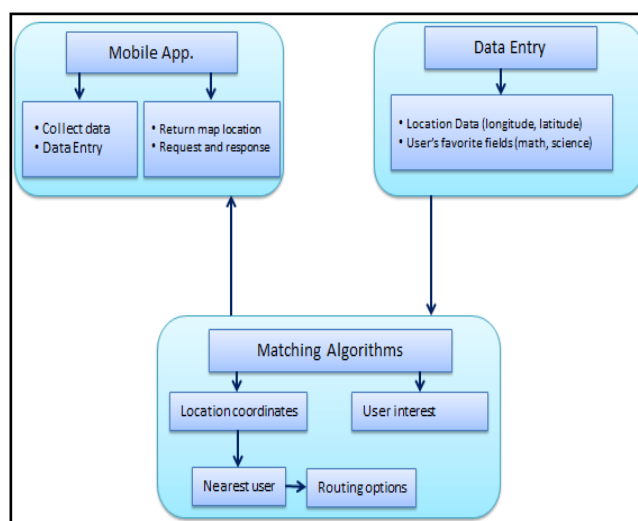 Mobile App.
• Collect data
• Data Entry
• Return map location
• Request and response
Data Entry
• Location Data (longitude, latitude)
• User's favorite fields (math, science)
Matching Algorithms
Location coordinates
User interest
Nearest user
Routing options